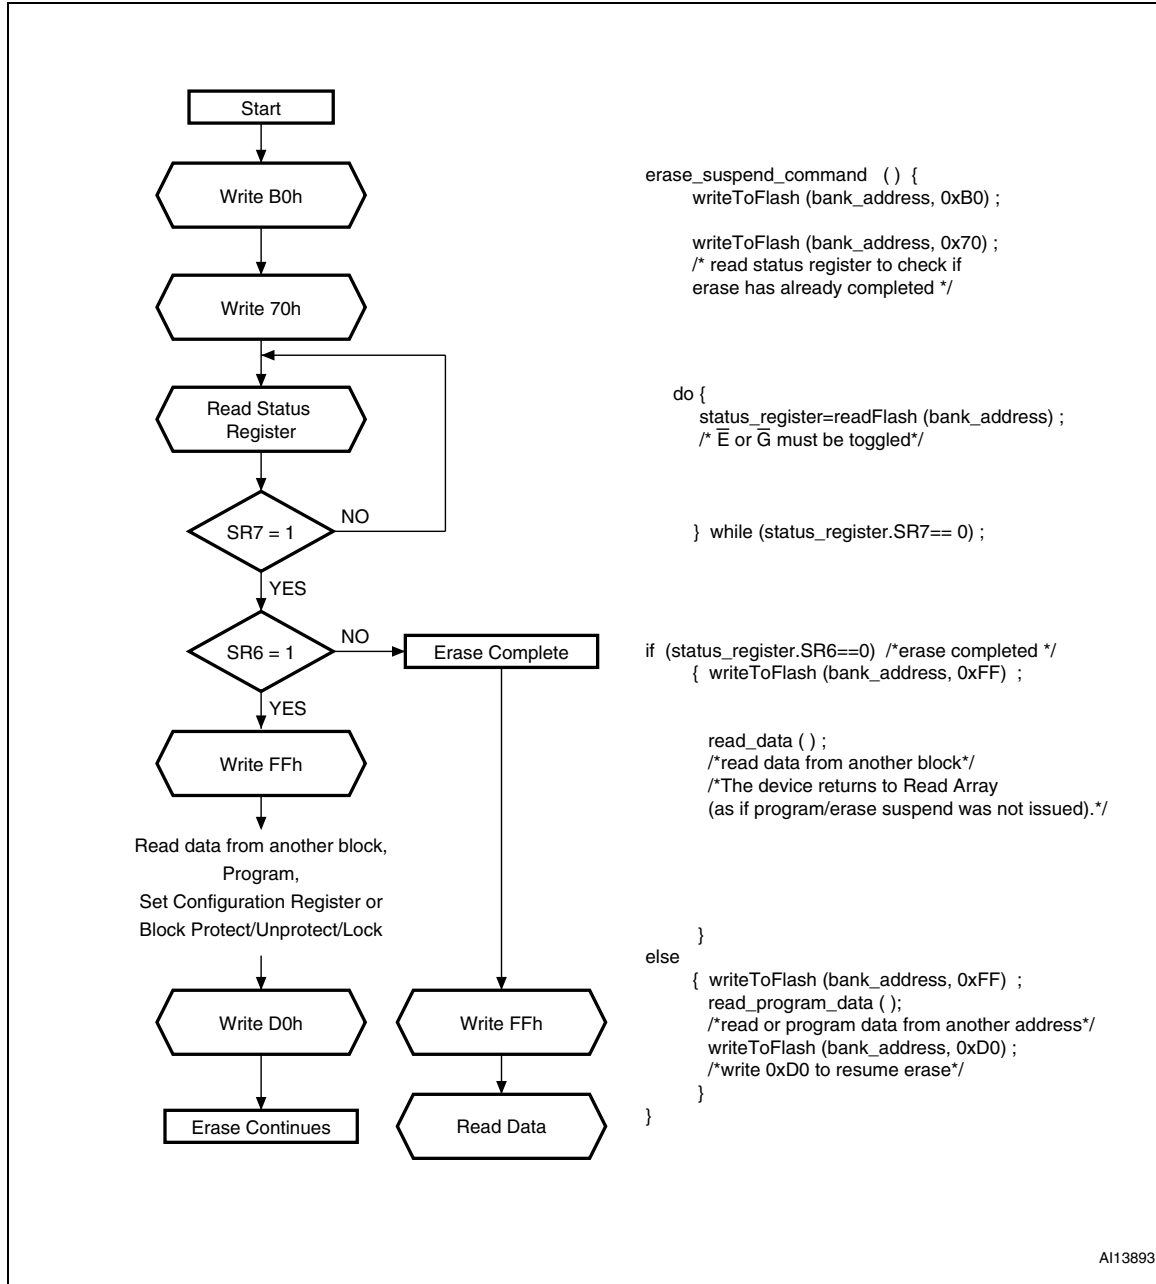 Start
Write B0h
Write 70h
Read Status
Register
SR7 = 1
NO
YES
SR6 = 1
NO
Erase Complete
YES
Write FFh
Read data from another block,
Program,
Set Configuration Register or
Block Protect/Unprotect/Lock
Write D0h
Write FFh
Erase Continues
Read Data
erase_suspend_command ( ) {
writeToFlash (bank_address, 0xB0) ;
writeToFlash (bank_address, 0x70) ;
/* read status register to check if
erase has already completed */
do {
status_register=readFlash (bank_address) ;
/* E̅ or G̅ must be toggled*/
} while (status_register.SR7== 0) ;
if (status_register.SR6==0) /*erase completed */
{ writeToFlash (bank_address, 0xFF) ;
read_data ( ) ;
/*read data from another block*/
/*The device returns to Read Array
(as if program/erase suspend was not issued).*/
}
else
{ writeToFlash (bank_address, 0xFF) ;
read_program_data ( );
/*read or program data from another address*/
writeToFlash (bank_address, 0xD0) ;
/*write 0xD0 to resume erase*/
}
}
AI13893